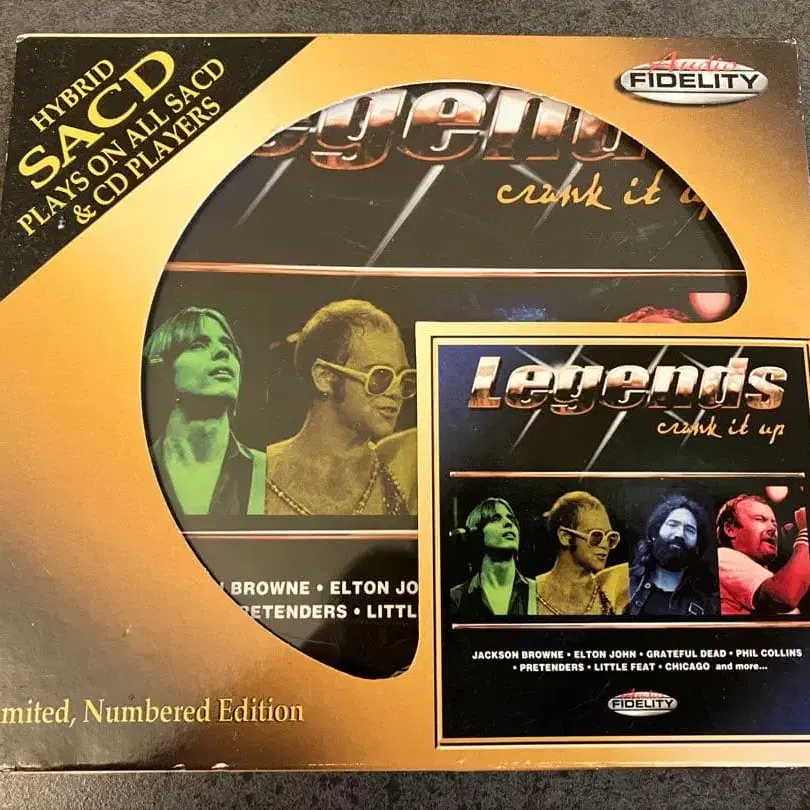 HYBRID
SACD
PLAYS ON ALL SACD
& CD PLAYERS
Audio
FIDELITY
egend
crank it up
BROWNE • ELTON JO
RETENDERS • LITTL
Legends
crank it up
JACKSON BROWNE • ELTON JOHN • GRATEFUL DEAD • PHIL COLLINS
• PRETENDERS • LITTLE FEAT • CHICAGO and more...
Audio
FIDELITY
mited, Numbered Edition